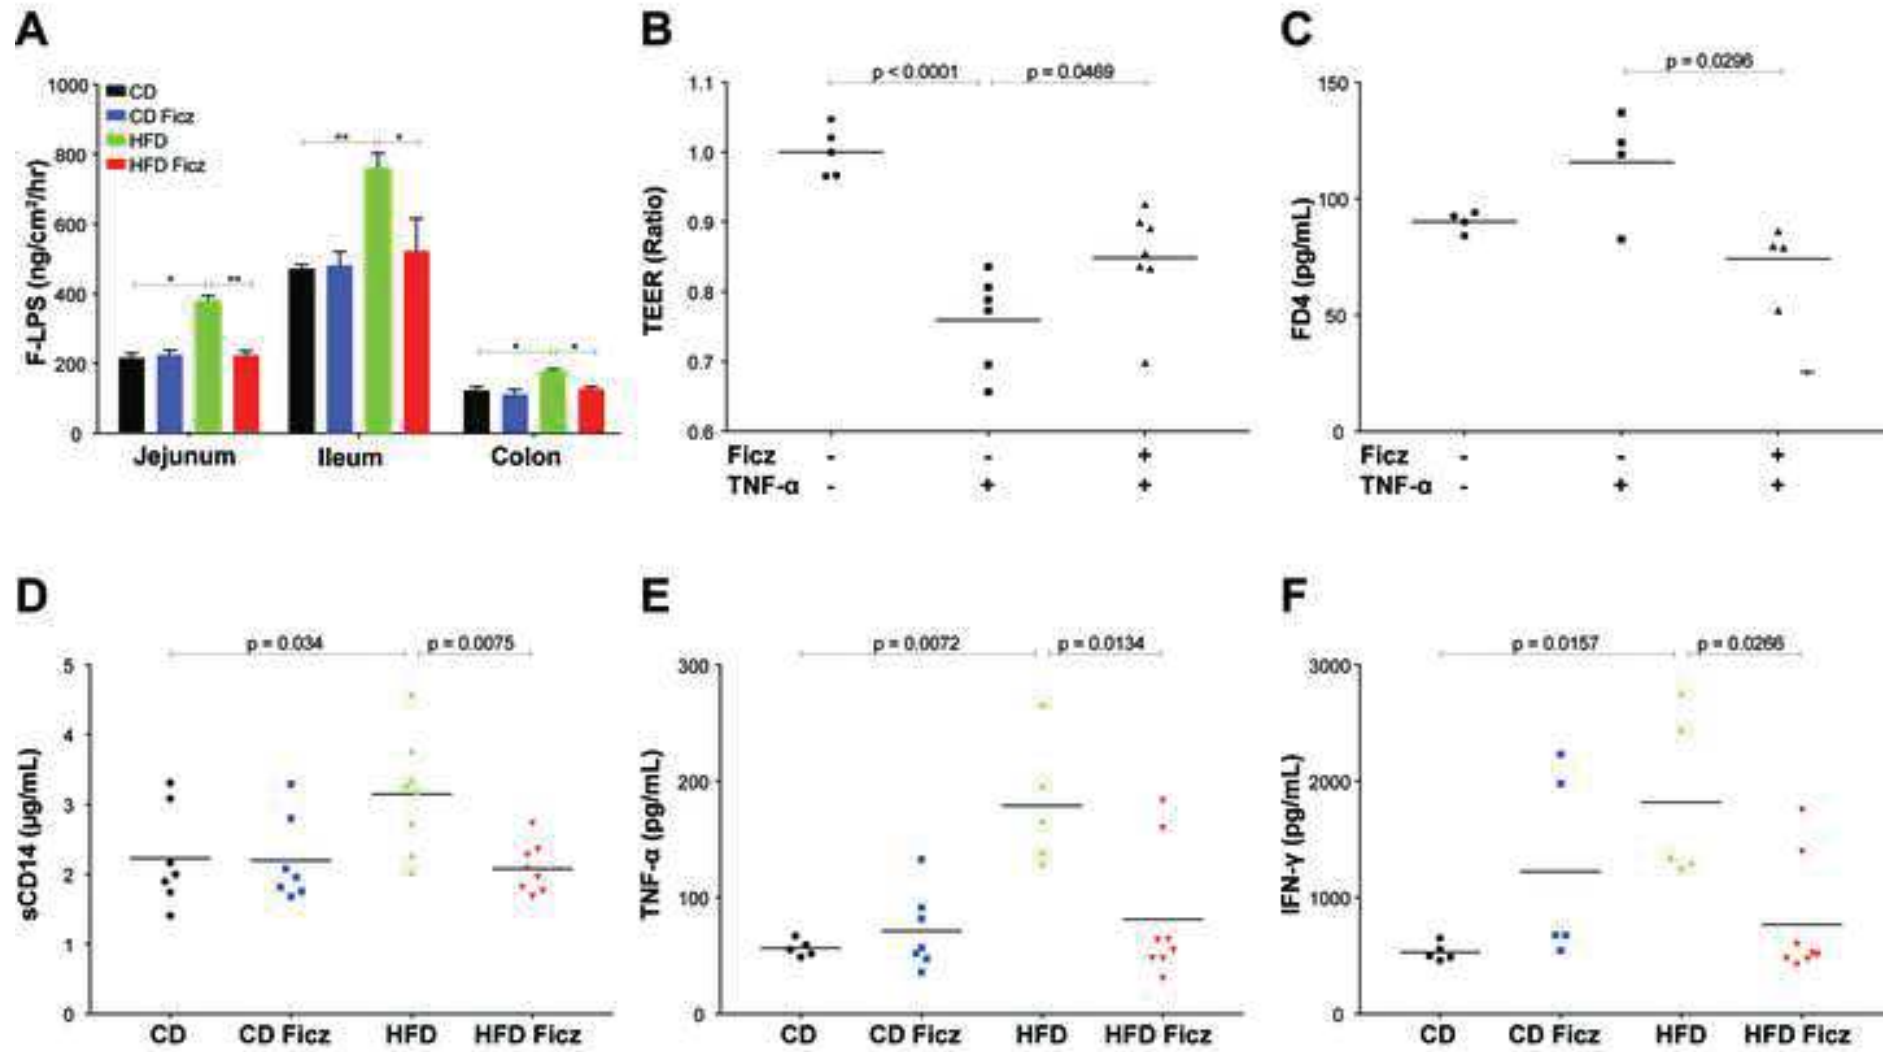 A
1000
800
600
400
200
0
F-LPS (ng/cm²/hr)
CD
CD Ficz
HFD
HFD Ficz
* **
** *
* *
Jejunum Ileum Colon
B
p < 0.0001 p = 0.0469
1.1
1.0
0.9
0.8
0.7
0.6
TEER (Ratio)
Ficz - - +
TNF-α - + +
C
p = 0.0296
150
100
50
0
FD4 (pg/mL)
Ficz - - +
TNF-α - + +
D
p = 0.034 p = 0.0075
5
4
3
2
1
0
sCD14 (µg/mL)
CD CD Ficz HFD HFD Ficz
E
p = 0.0072 p = 0.0134
300
200
100
0
TNF-α (pg/mL)
CD CD Ficz HFD HFD Ficz
F
p = 0.0157 p = 0.0266
3000
2000
1000
0
IFN-γ (pg/mL)
CD CD Ficz HFD HFD Ficz